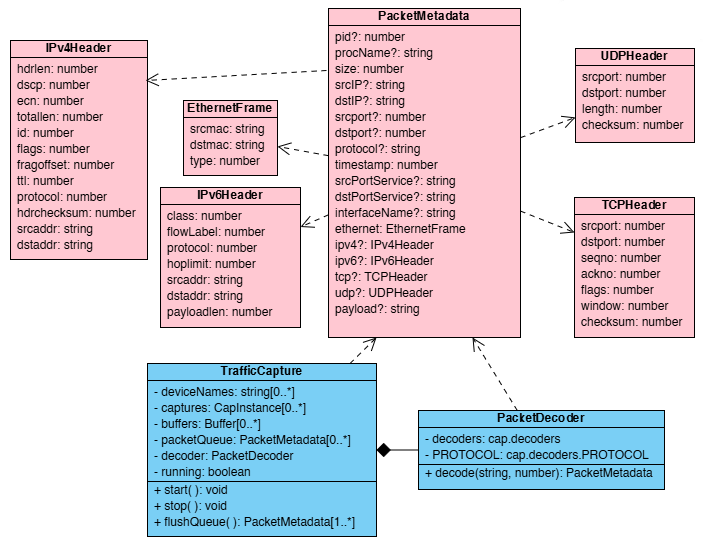 PacketMetadata
pid?: number
procName?: string
size: number
srcIP?: string
dstIP?: string
srcport?: number
dstport?: number
protocol?: string
timestamp: number
srcPortService?: string
dstPortService?: string
interfaceName?: string
ethernet: EthernetFrame
ipv4?: IPv4Header
ipv6?: IPv6Header
tcp?: TCPHeader
udp?: UDPHeader
payload?: string
IPv4Header
hdrlen: number
dscp: number
ecn: number
totallen: number
id: number
flags: number
fragoffset: number
ttl: number
protocol: number
hdrchecksum: number
srcaddr: string
dstaddr: string
EthernetFrame
srcmac: string
dstmac: string
type: number
IPv6Header
class: number
flowLabel: number
protocol: number
hoplimit: number
srcaddr: string
dstaddr: string
payloadlen: number
UDPHeader
srcport: number
dstport: number
length: number
checksum: number
TCPHeader
srcport: number
dstport: number
seqno: number
ackno: number
flags: number
window: number
checksum: number
TrafficCapture
- deviceNames: string[0..*]
- captures: CapInstance[0..*]
- buffers: Buffer[0..*]
- packetQueue: PacketMetadata[0..*]
- decoder: PacketDecoder
- running: boolean
+ start( ): void
+ stop( ): void
+ flushQueue( ): PacketMetadata[1..*]
PacketDecoder
- decoders: cap.decoders
- PROTOCOL: cap.decoders.PROTOCOL
+ decode(string, number): PacketMetadata